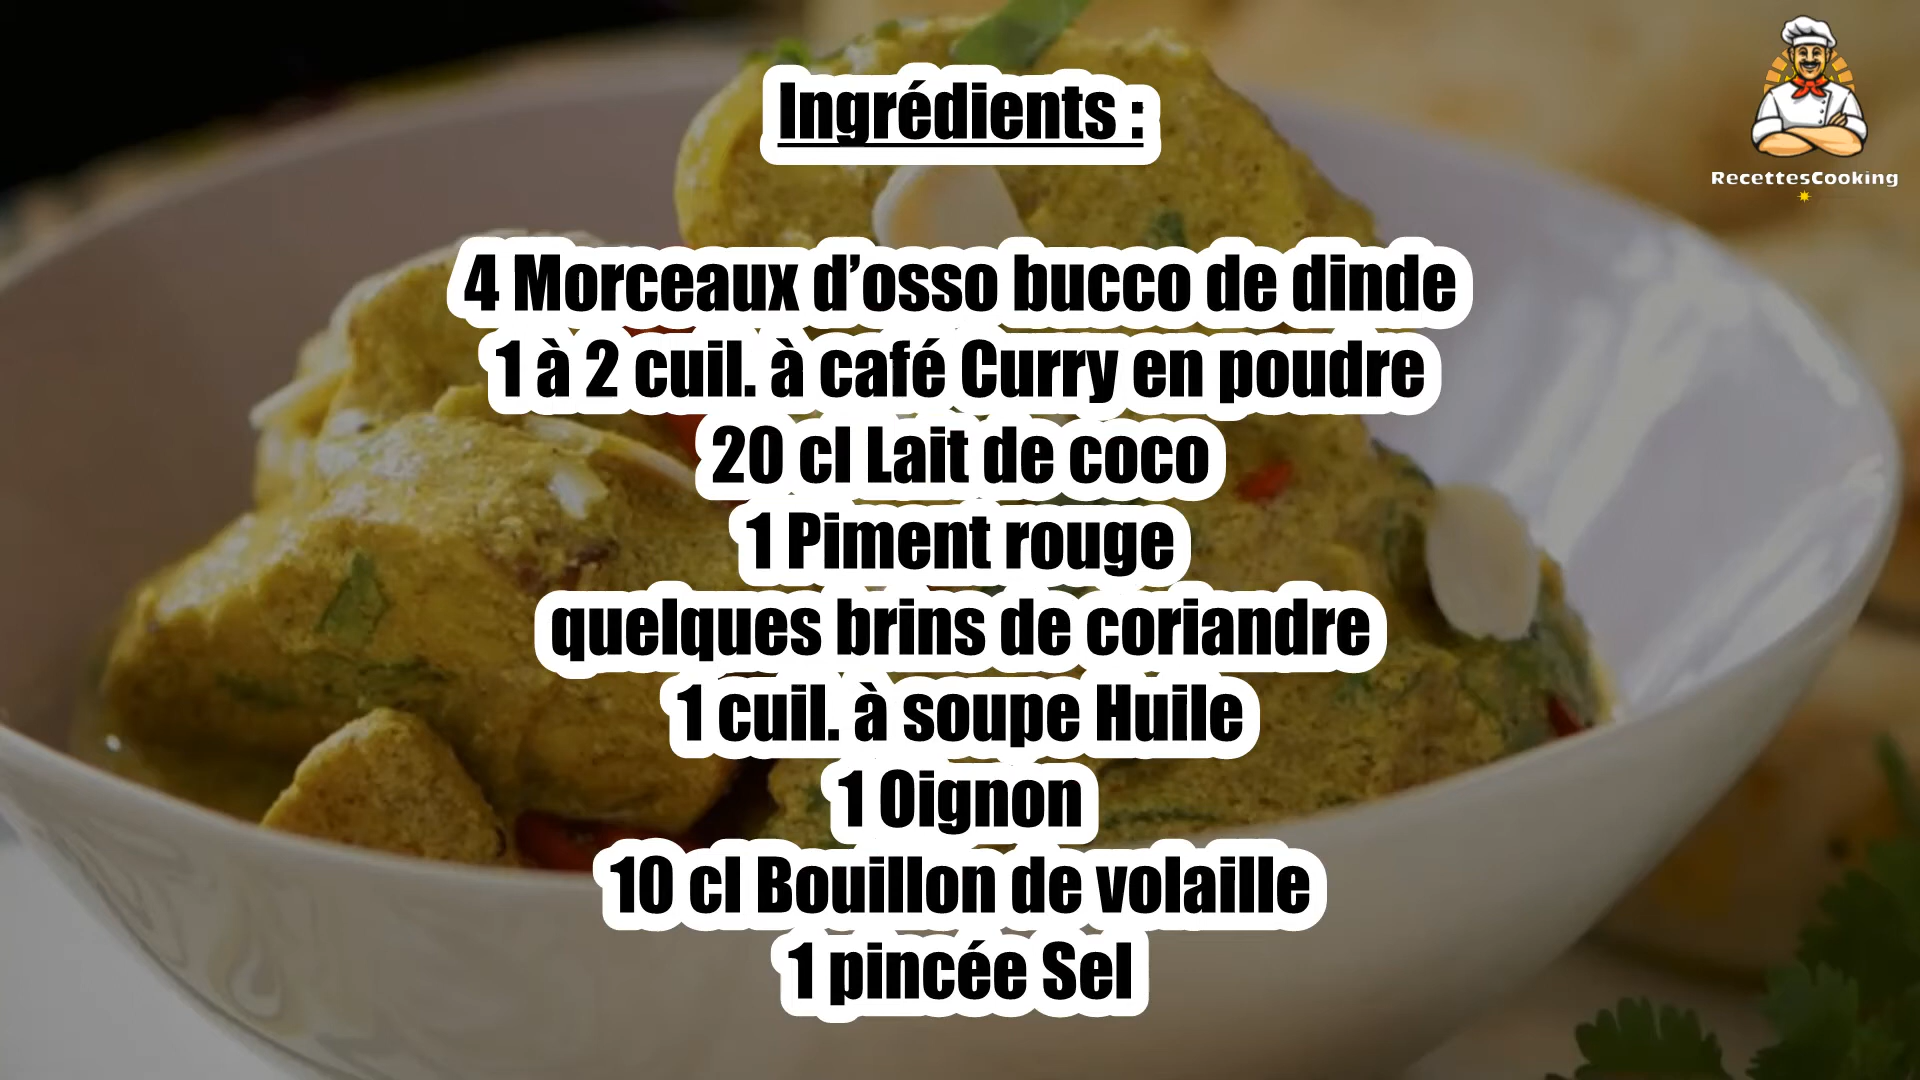 Ingrédients :
RecettesCooking
4 Morceaux d’osso bucco de dinde
1 à 2 cuil. à café Curry en poudre
20 cl Lait de coco
1 Piment rouge
quelques brins de coriandre
1 cuil. à soupe Huile
1 Oignon
10 cl Bouillon de volaille
1 pincée Sel